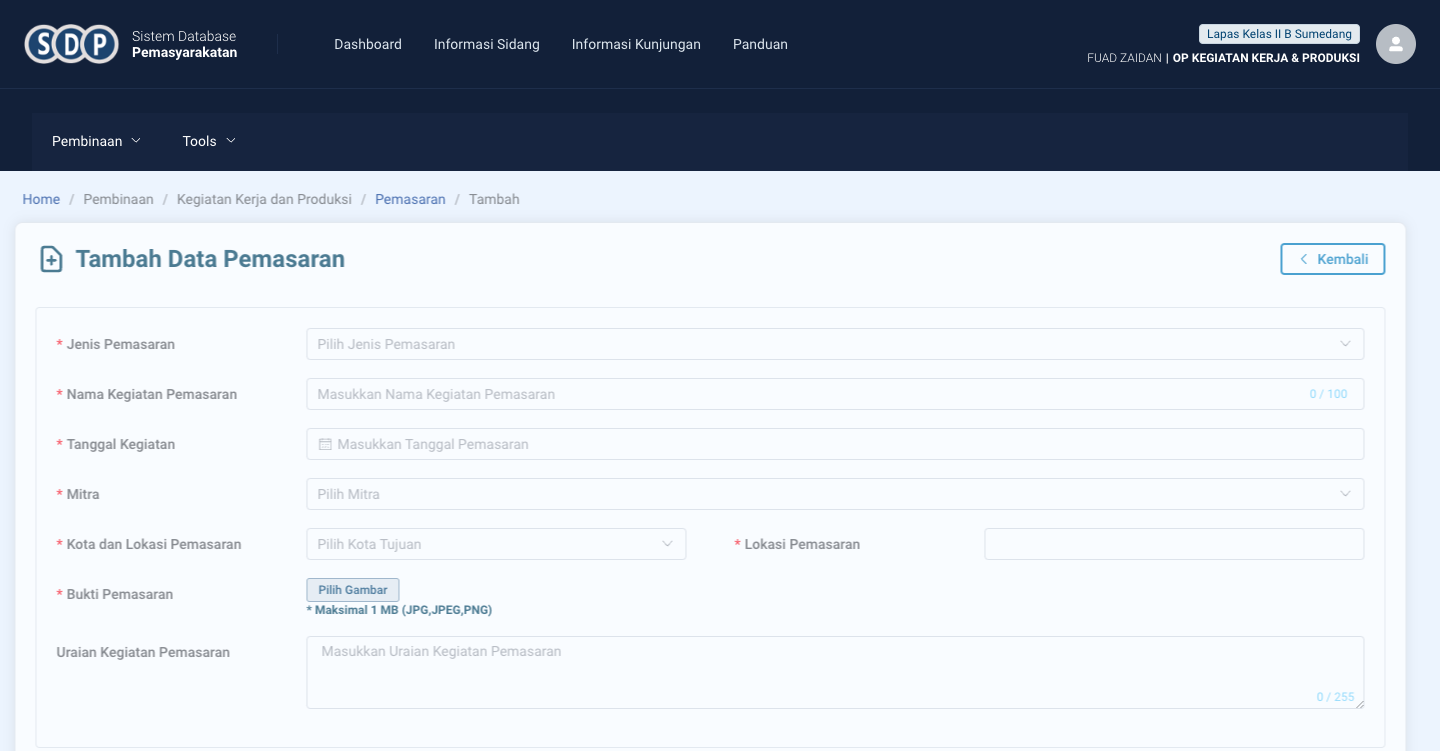 SDP
Sistem Database
Pemasyarakatan
Dashboard Informasi Sidang Informasi Kunjungan Panduan
Lapas Kelas II B Sumedang
FUAD ZAIDAN | OP KEGIATAN KERJA & PRODUKSI
Pembinaan Tools
Home / Pembinaan / Kegiatan Kerja dan Produksi / Pemasaran / Tambah
Tambah Data Pemasaran
Kembali
* Jenis Pemasaran Pilih Jenis Pemasaran
* Nama Kegiatan Pemasaran Masukkan Nama Kegiatan Pemasaran 0 / 100
* Tanggal Kegiatan Masukkan Tanggal Pemasaran
* Mitra Pilih Mitra
* Kota dan Lokasi Pemasaran Pilih Kota Tujuan * Lokasi Pemasaran
* Bukti Pemasaran Pilih Gambar
* Maksimal 1 MB (JPG,JPEG,PNG)
Uraian Kegiatan Pemasaran Masukkan Uraian Kegiatan Pemasaran
0 / 255